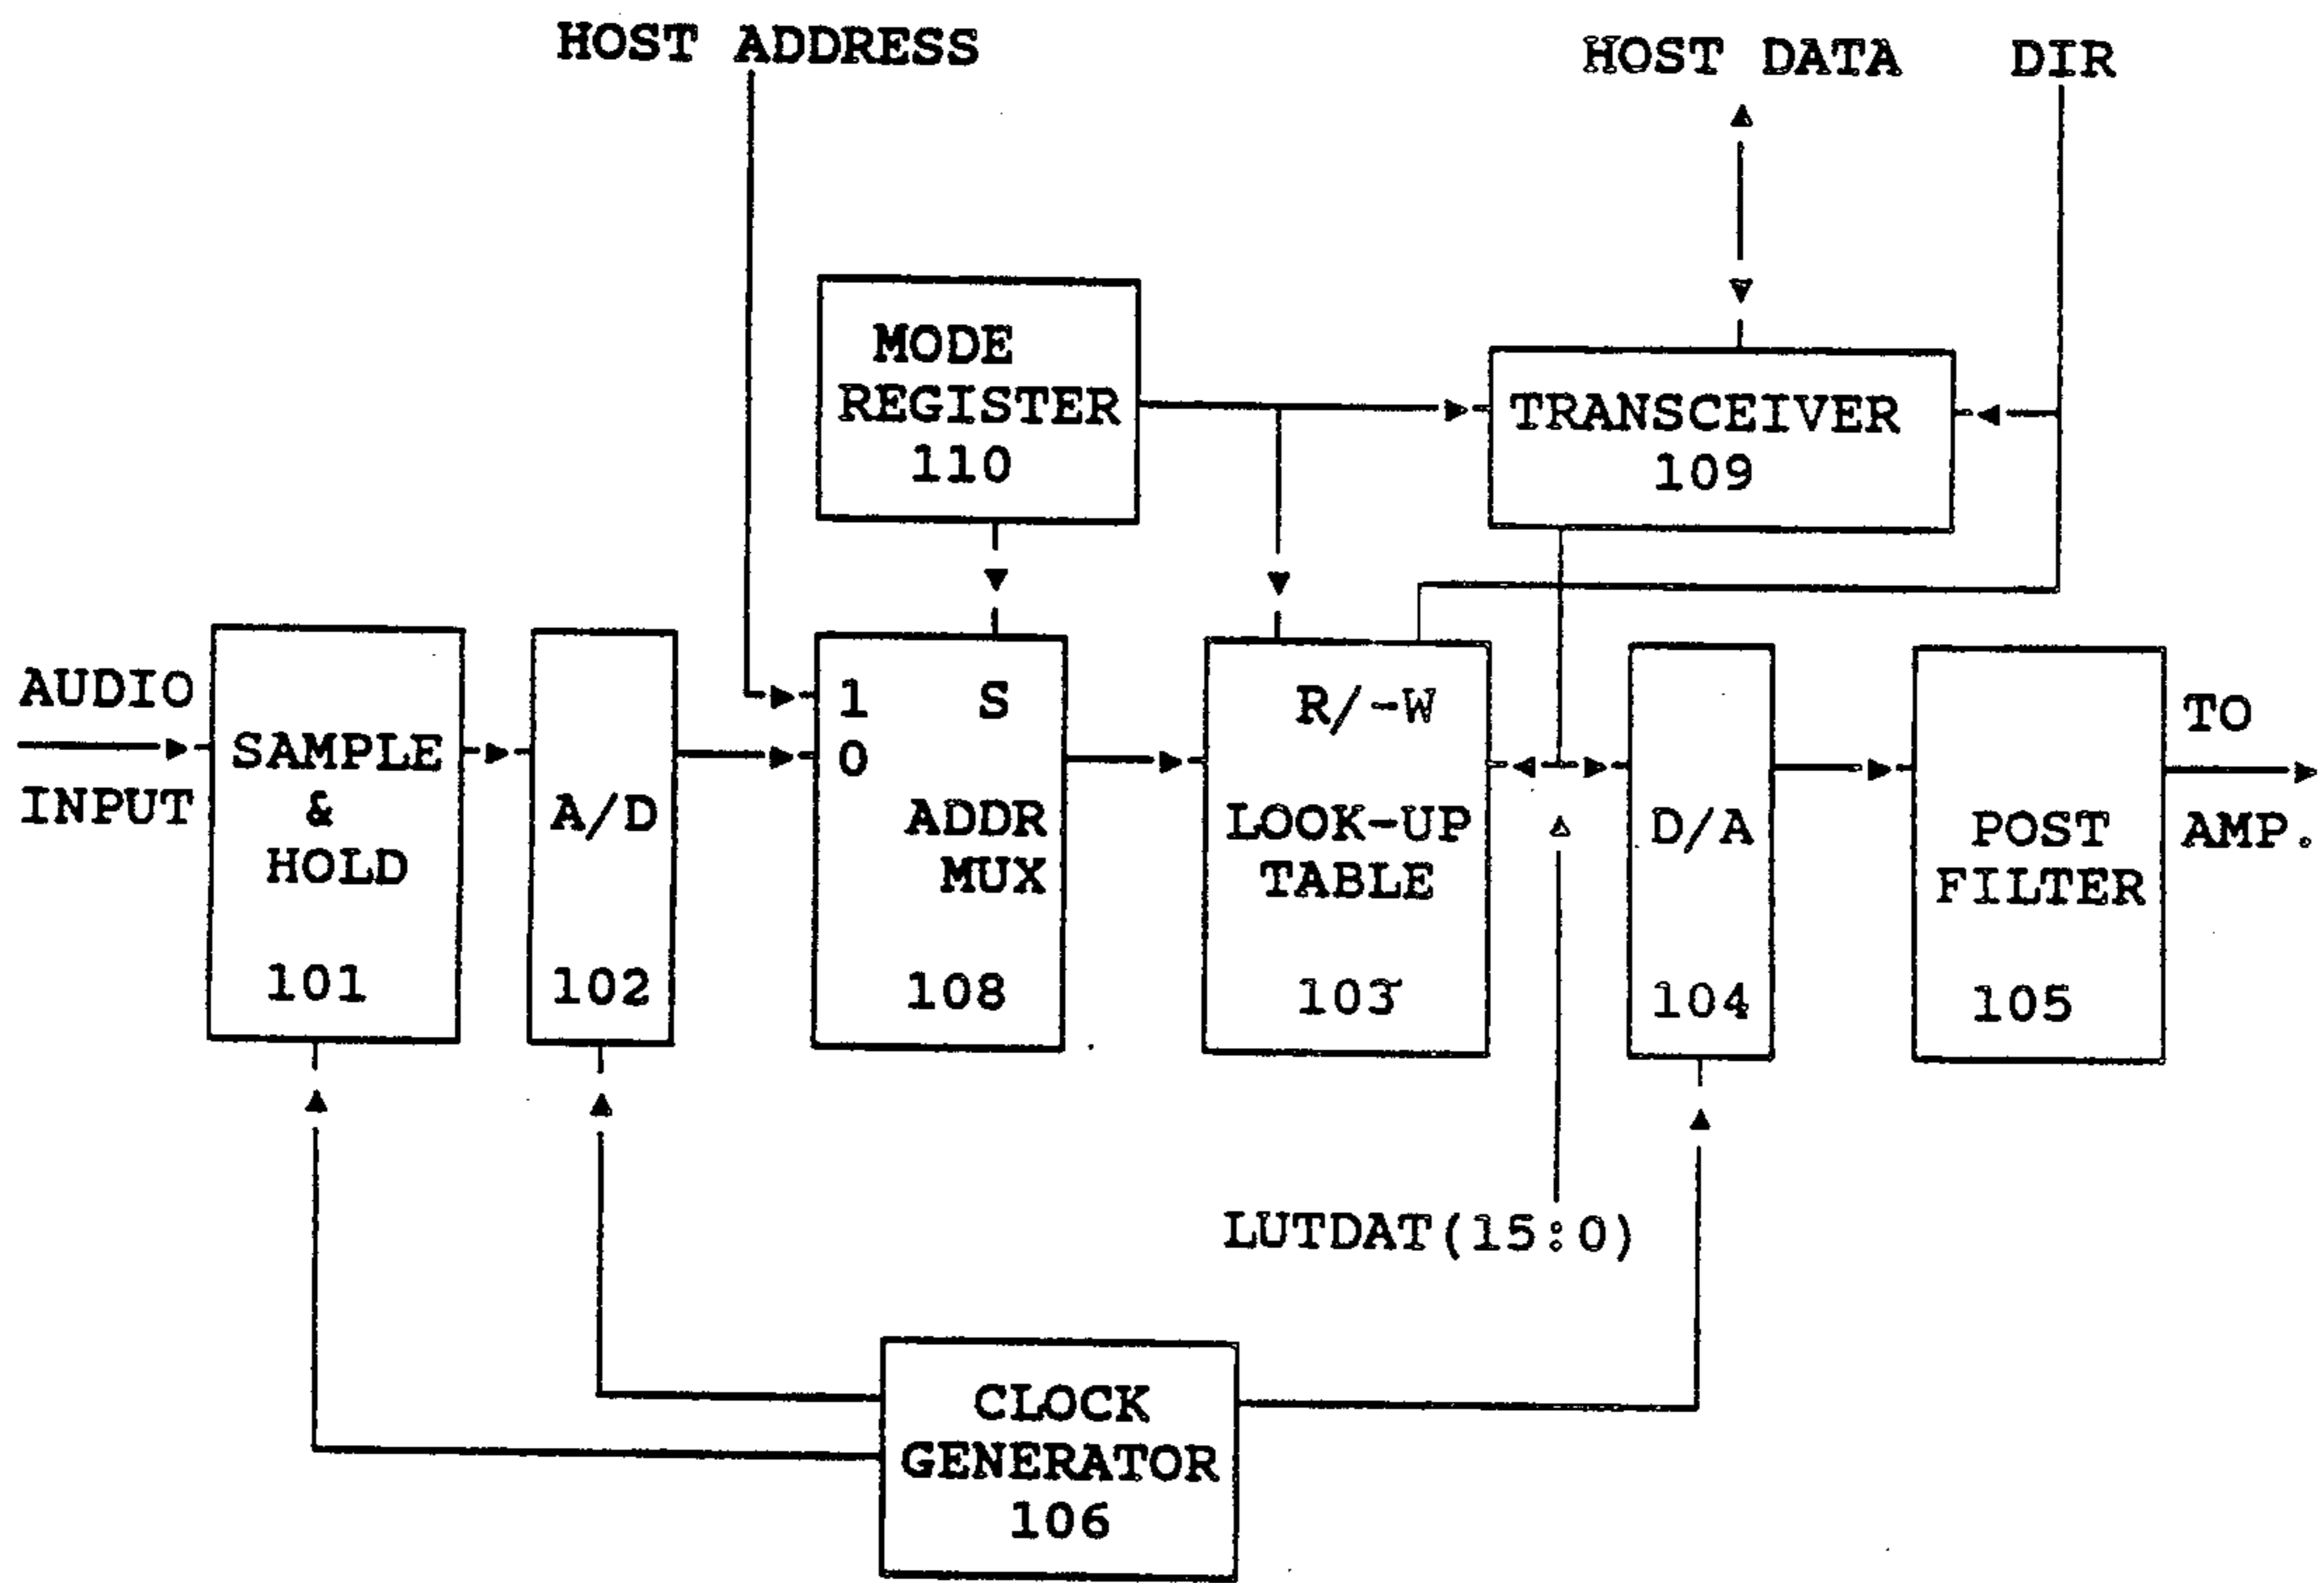 HOST ADDRESS
HOST DATA
DIR
MODE
REGISTER
110
TRANSCEIVER
109
AUDIO
INPUT
SAMPLE
&
HOLD
101
A/D
102
1
S
0
ADDR
MUX
108
R/-W
LOOK-UP
TABLE
103
D/A
104
POST
FILTER
105
TO
AMP.
LUTDAT(15:0)
CLOCK
GENERATOR
106